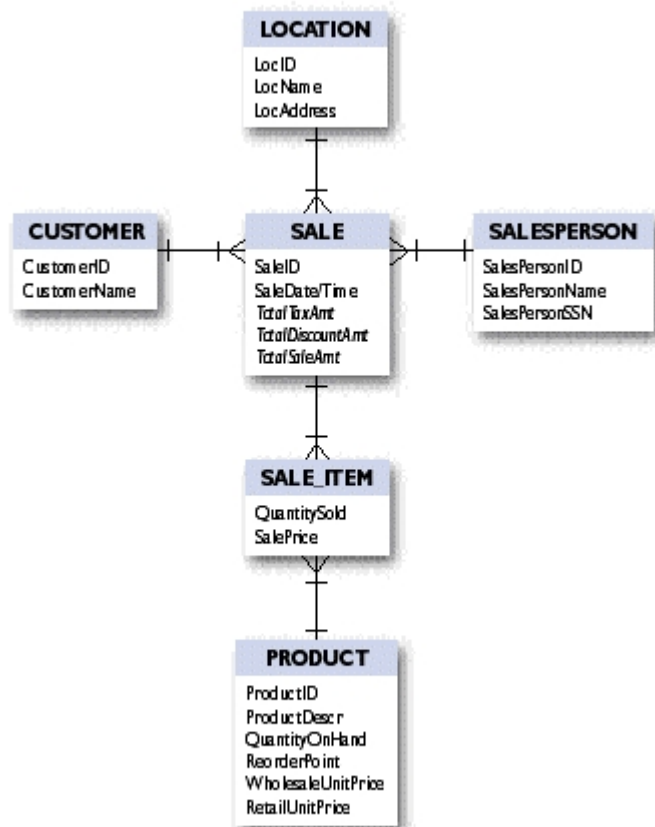 LOCATION
LocID
LocName
LocAddress
CUSTOMER
CustomerID
CustomerName
SALE
SaleID
SaleDate/Time
TotalTaxAmt
TotalDiscountAmt
TotalSaleAmt
SALESPERSON
SalesPersonID
SalesPersonName
SalesPersonSSN
SALE_ITEM
QuantitySold
SalePrice
PRODUCT
ProductID
ProductDescr
QuantityOnHand
ReorderPoint
WholesaleUnitPrice
RetailUnitPrice